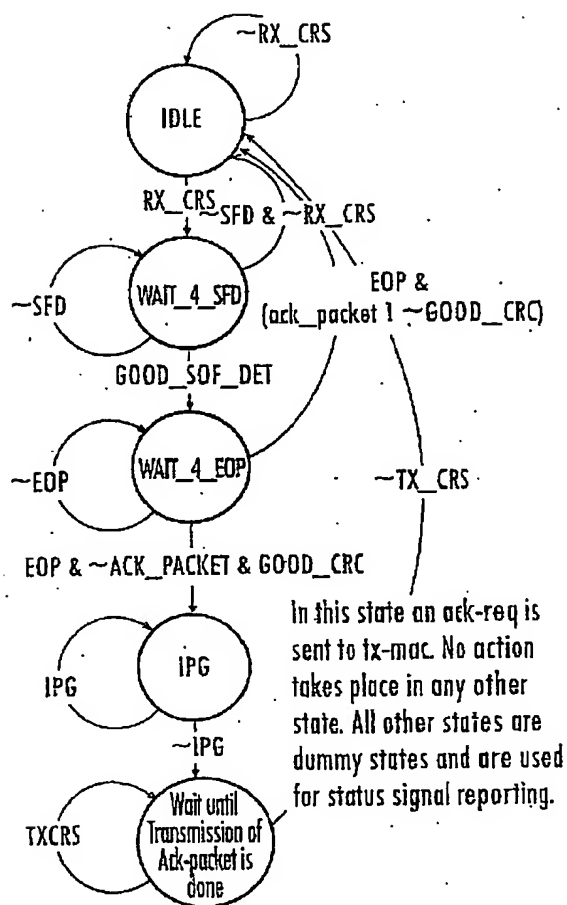 ~RX_CRS
IDLE
RX_CRS
~SFD & ~RX_CRS
~SFD
WAIT_4_SFD
EOP &
(ack_packet 1 ~GOOD_CRC)
GOOD_SOF_DET
~EOP
WAIT_4_EOP
~TX_CRS
EOP & ~ACK_PACKET & GOOD_CRC
In this state an ack-req is
sent to tx-mac. No action
takes place in any other
state. All other states are
dummy states and are used
for status signal reporting.
IPG
IPG
~IPG
TXCRS
Wait until
Transmission of
Ack-packet is
done